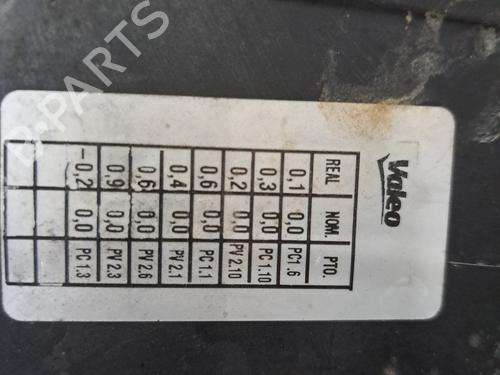 Valeo
PTO. NOM. REAL
PC1.6 0,0 0,1
PC1.10 0,0 0,3
PV2.10 0,0 0,2
PC1.1 0,0 0,6
PV2.1 0,0 0,4
PV2.6 0,0 0,6
PV2.3 0,0 0,9
PC1.3 0,0 -0,2
B-PARTS